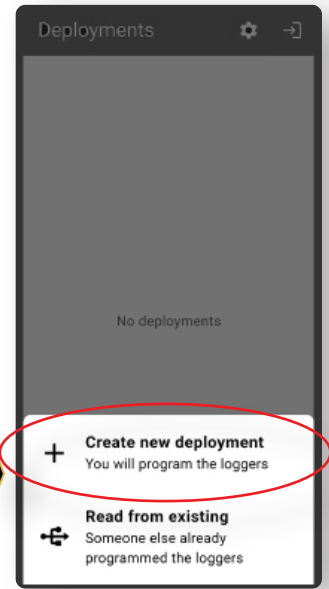 Deployments
No deployments
Create new deployment
You will program the loggers
Read from existing
Someone else already
programmed the loggers